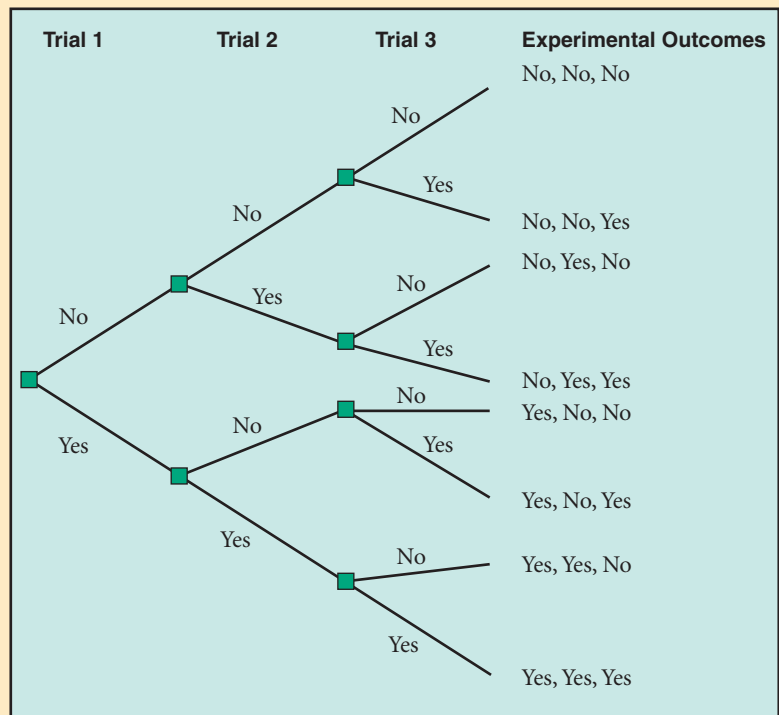 Trial 1 Trial 2 Trial 3 Experimental Outcomes
No, No, No
No
Yes
No
No, No, Yes
No, Yes, No
No
Yes
No
Yes
No, Yes, Yes
No
Yes, No, No
No
Yes
Yes
Yes, No, Yes
Yes
No
Yes, Yes, No
Yes
Yes, Yes, Yes